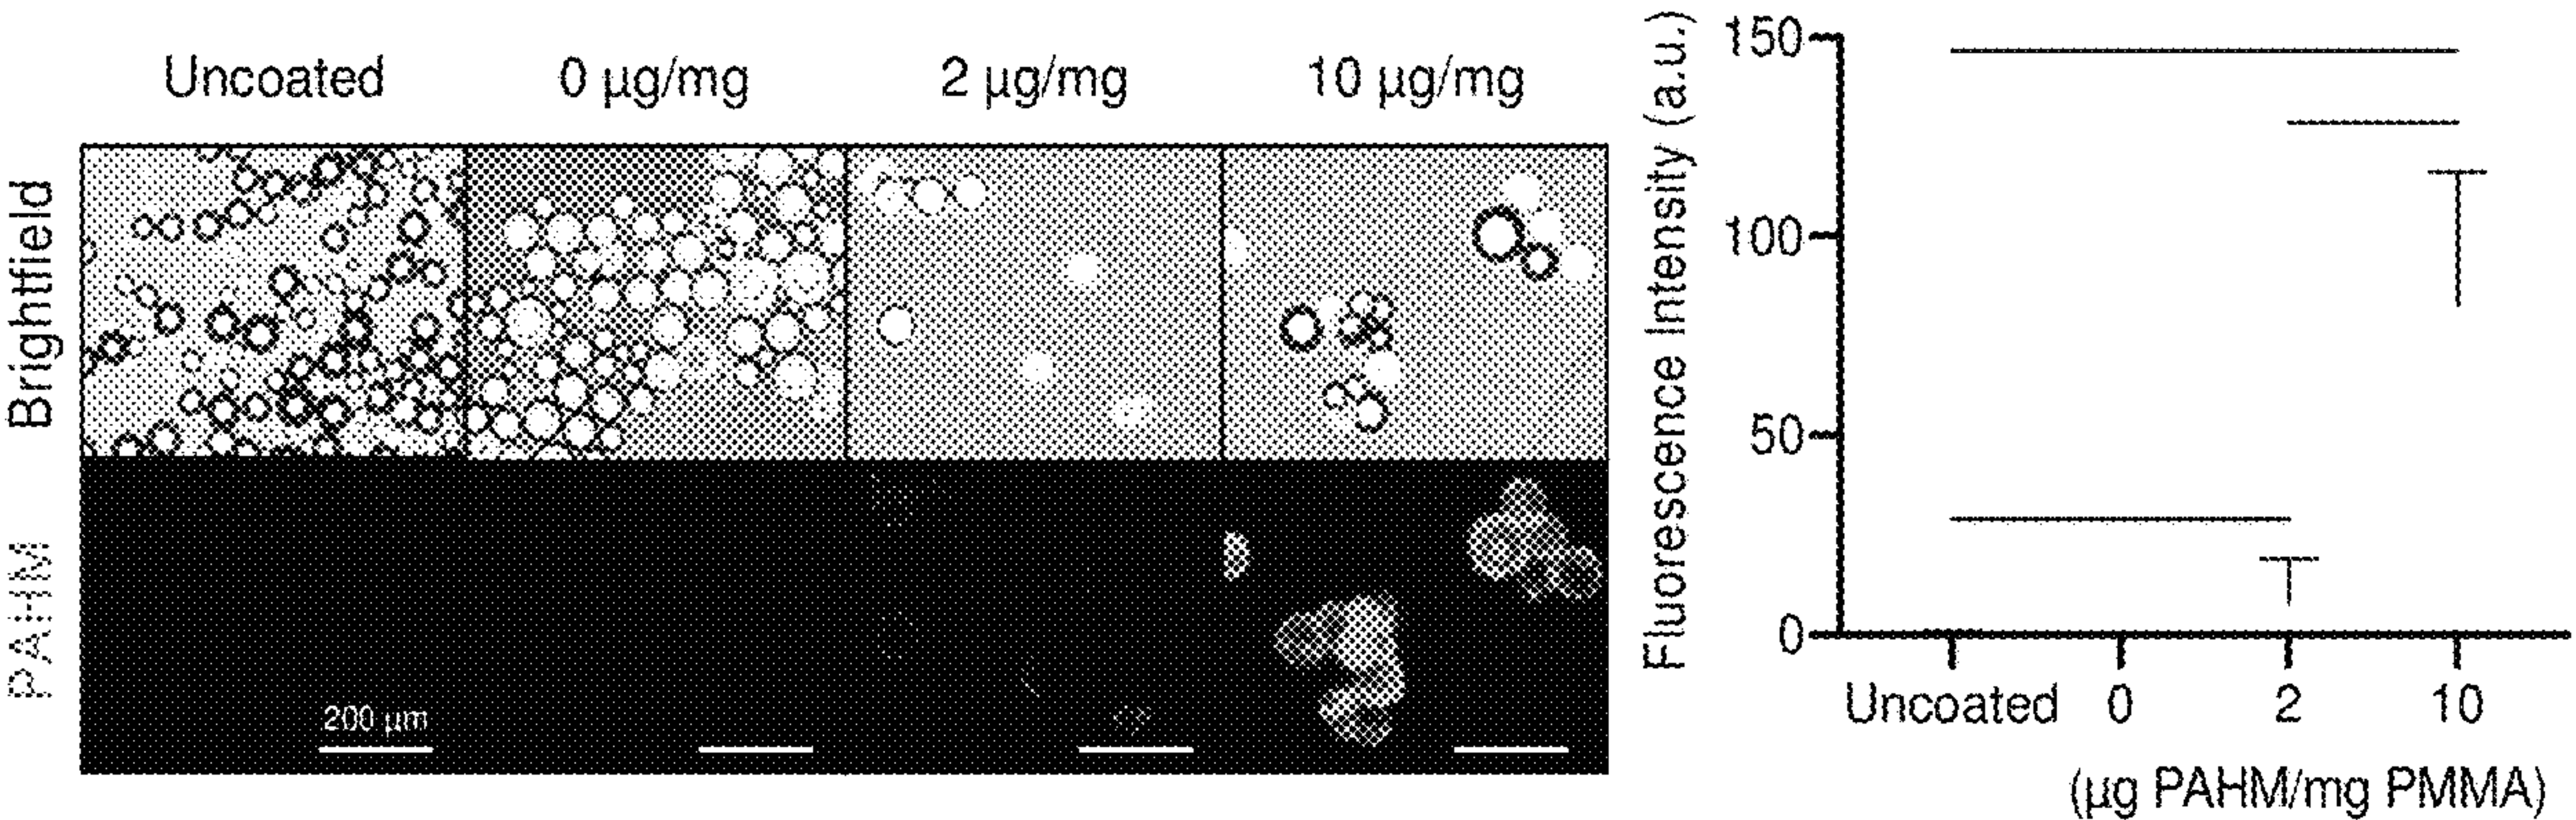 Uncoated
0 µg/mg
2 µg/mg
10 µg/mg
Brightfield
PAHM
200 µm
Fluorescence Intensity (a.u.)
150
100
50
0
Uncoated 0 2 10
(µg PAHM/mg PMMA)